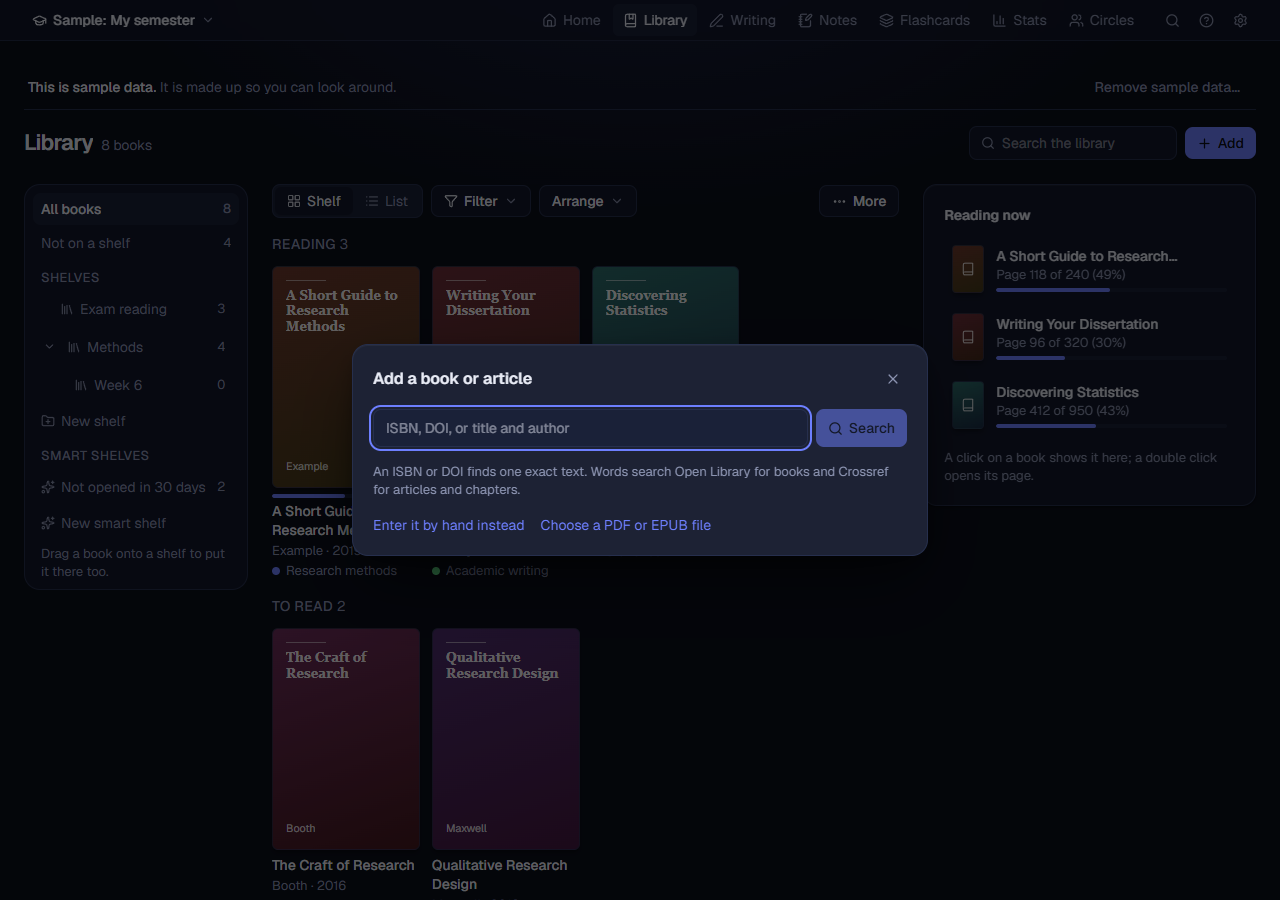 Sample: My semester
Home
Library
Writing
Notes
Flashcards
Stats
Circles
This is sample data. It is made up so you can look around.
Remove sample data...
Library 8 books
Search the library
Add
All books 8
Not on a shelf 4
SHELVES
Exam reading 3
Methods 4
Week 6 0
New shelf
SMART SHELVES
Not opened in 30 days 2
New smart shelf
Drag a book onto a shelf to put
it there too.
Shelf
List
Filter
Arrange
More
READING 3
A Short Guide to
Research
Methods
Example
Writing Your
Dissertation
Discovering
Statistics
A Short Guid
Research Me
Example · 201
Research methods
Academic writing
TO READ 2
The Craft of
Research
Booth
The Craft of Research
Booth · 2016
Qualitative
Research Design
Maxwell
Qualitative Research
Design
Add a book or article
ISBN, DOI, or title and author
Search
An ISBN or DOI finds one exact text. Words search Open Library for books and Crossref
for articles and chapters.
Enter it by hand instead
Choose a PDF or EPUB file
Reading now
A Short Guide to Research...
Page 118 of 240 (49%)
Writing Your Dissertation
Page 96 of 320 (30%)
Discovering Statistics
Page 412 of 950 (43%)
A click on a book shows it here; a double click
opens its page.